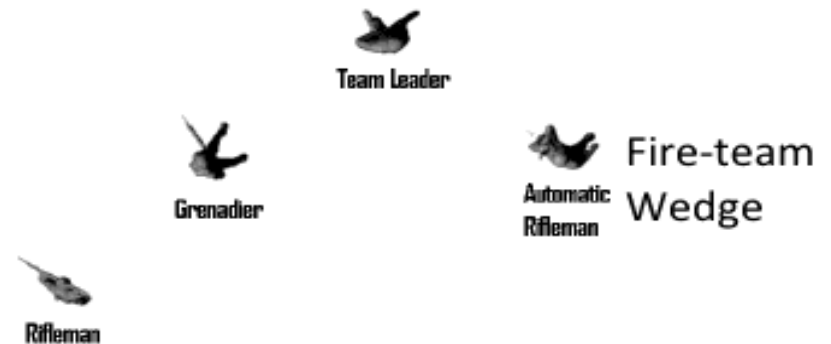 Team Leader
Grenadier
Automatic
Rifleman
Fire-team
Wedge
Rifleman